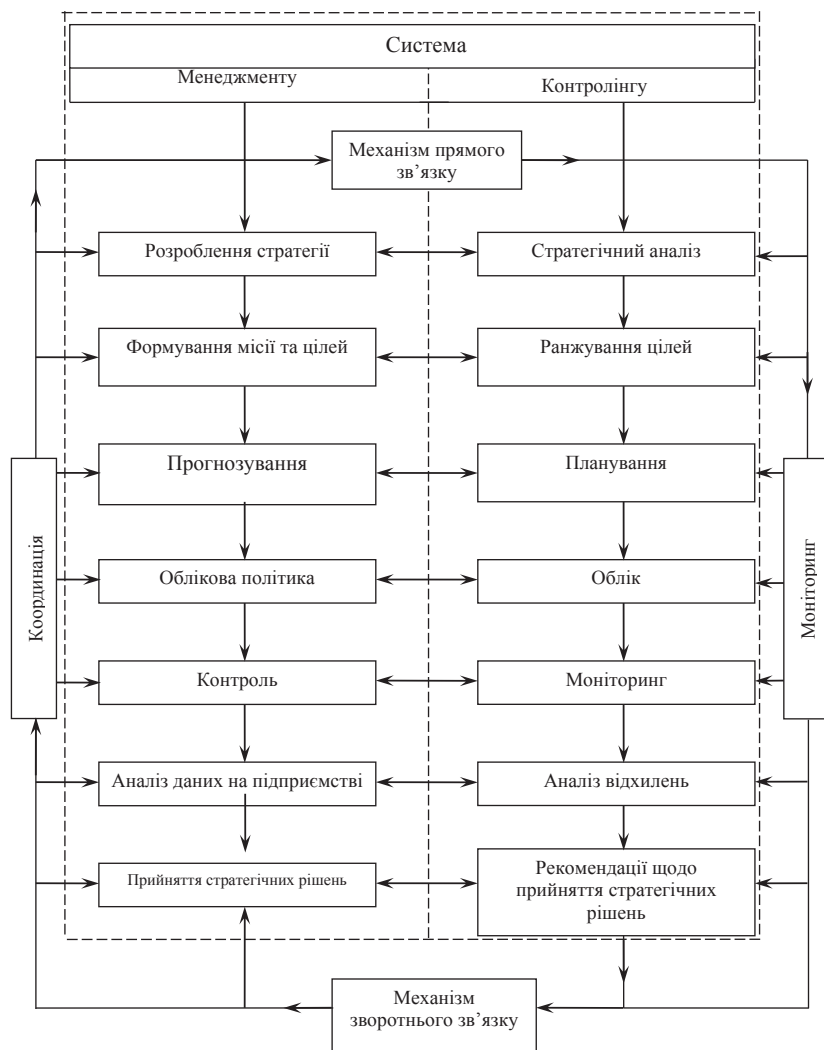 Система
Менеджменту
Контролінгу
Механізм прямого
зв’язку
Розроблення стратегії
Стратегічний аналіз
Формування місії та цілей
Ранжування цілей
Прогнозування
Планування
Координація
Моніторинг
Облікова політика
Облік
Контроль
Моніторинг
Аналіз даних на підприємстві
Аналіз відхилень
Прийняття стратегічних рішень
Рекомендації щодо
прийняття стратегічних
рішень
Механізм
зворотнього зв’язку